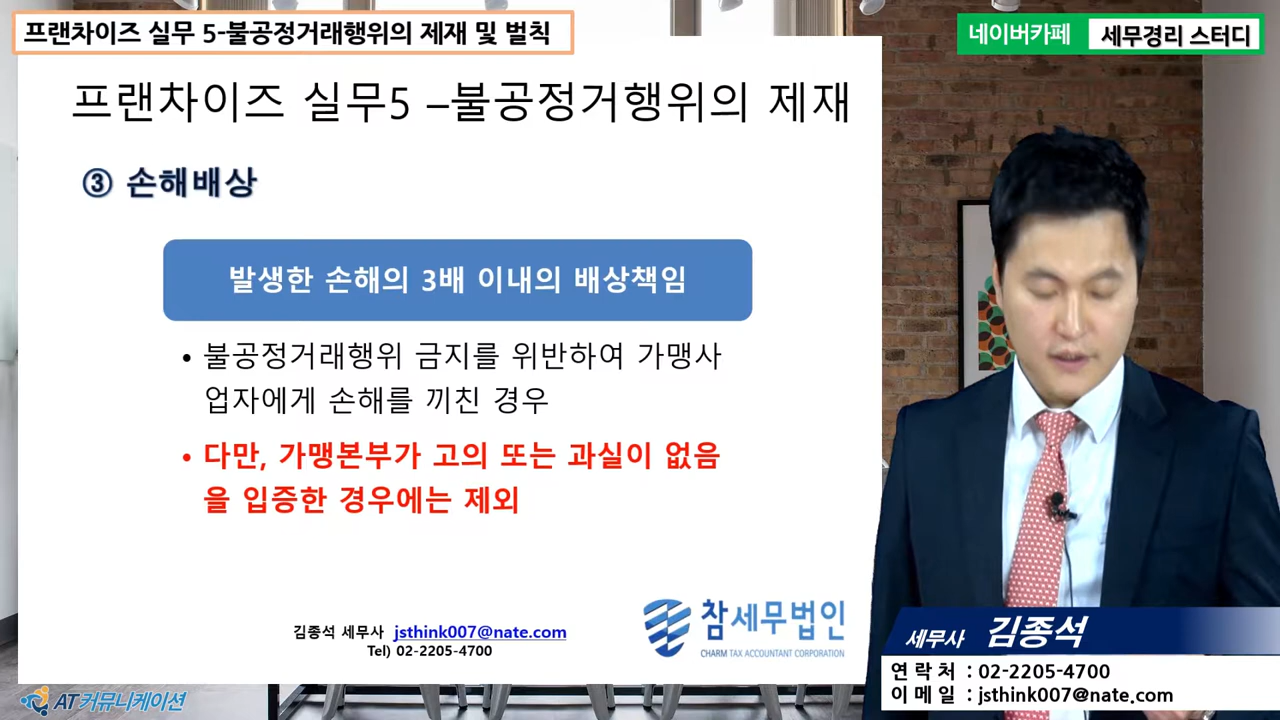 프랜차이즈 실무 5-불공정거래행위의 제재 및 벌칙
네이버카페 세무경리 스터디
프랜차이즈 실무5 –불공정거행위의 제재
③ 손해배상
발생한 손해의 3배 이내의 배상책임
• 불공정거래행위 금지를 위반하여 가맹사
업자에게 손해를 끼친 경우
• 다만, 가맹본부가 고의 또는 과실이 없음
을 입증한 경우에는 제외
김종석 세무사 jsthink007@nate.com
Tel) 02-2205-4700
참세무법인
CHARM TAX ACCOUNTANT CORPORATION
세무사 김종석
연 락 처 : 02-2205-4700
이 메 일 : jsthink007@nate.com
AT커뮤니케이션